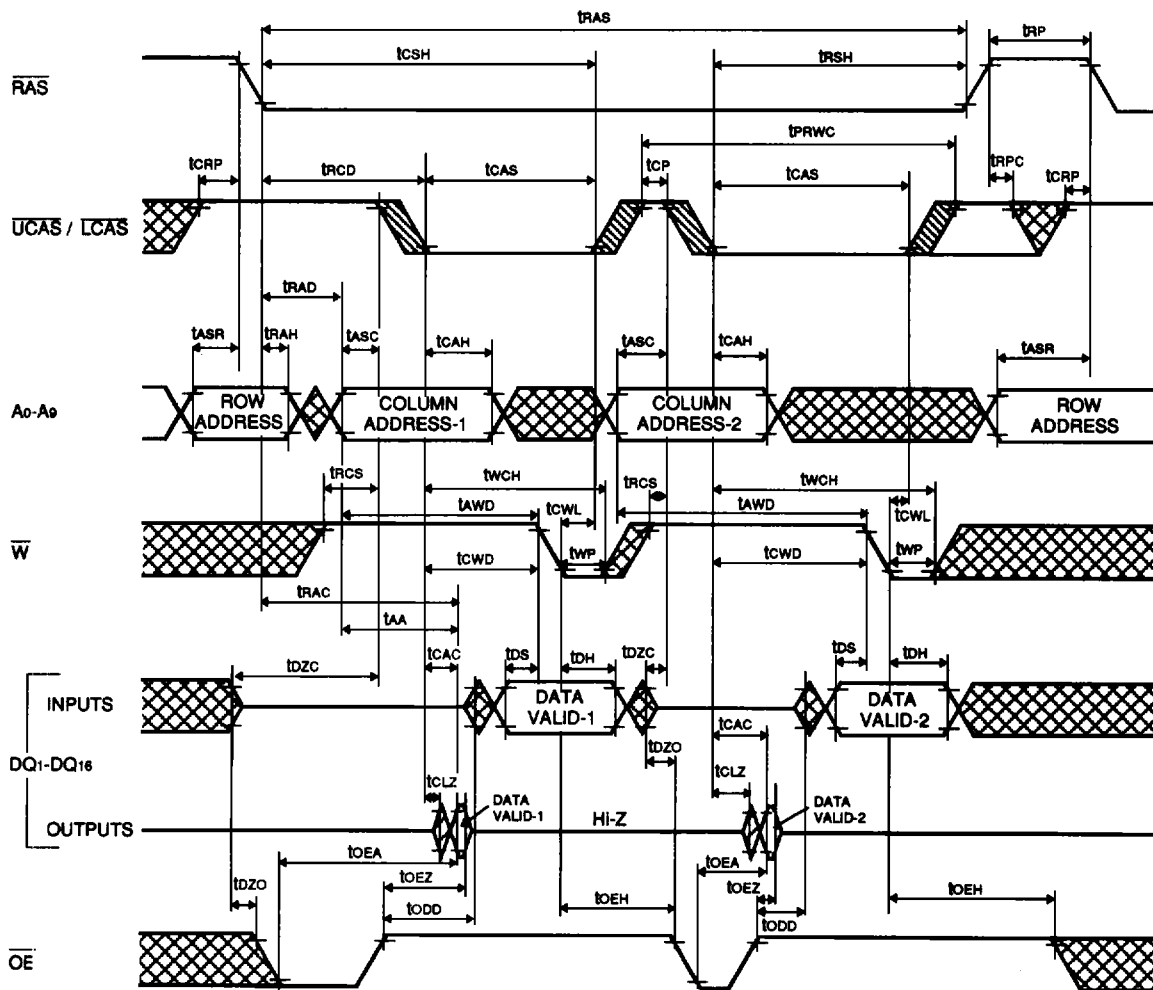 tRAS
tRP
tCSH
tRSH
RAS
tPRWC
tCRP
tRCD
tCAS
tCP
tCAS
tRPC
tCRP
UCAS / LCAS
tRAD
tASR
tRAH
tASC
tCAH
tASC
tCAH
tASR
A0-A9
ROW ADDRESS
COLUMN ADDRESS-1
COLUMN ADDRESS-2
ROW ADDRESS
tRCS
tWCH
tRCS
tWCH
tAWD
tCWL
tAWD
tCWL
W
tCWD
tWP
tCWD
tWP
tRAC
tAA
tDZC
tCAC
tDS
tDH
tDZC
tDS
tDH
INPUTS
DATA VALID-1
DATA VALID-2
tCAC
DQ1-DQ16
tDZO
tCLZ
tCLZ
DATA VALID-1
DATA VALID-2
OUTPUTS
Hi-Z
tOEA
tOEA
tDZO
tOEZ
tOEZ
tODD
tOEH
tODD
tOEH
OE